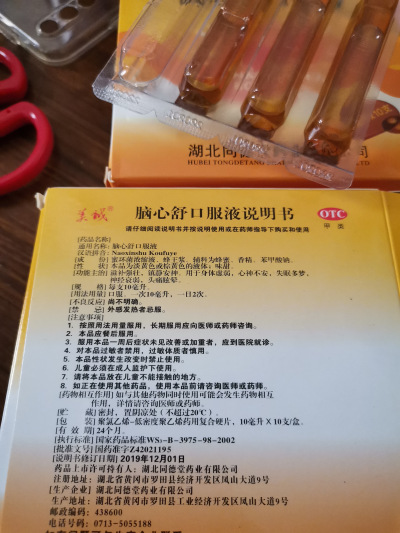 湖北同德堂药业有限公司
HUBEI TONGDETANG
脑心舒口服液说明书
OTC
甲类
请仔细阅读说明书并按说明使用或在药师指导下购买和使用
[药品名称]
通用名称:脑心舒口服液
汉语拼音:Naoxinshu Koufuye
[成 份]蜜环菌浓缩液、蜂王浆。辅料为蜂蜜、香精、苯甲酸钠。
[性 状]本品为淡黄色或棕黄色的液体;味甜。
[功能主治]滋补强壮,镇静安神。用于身体虚弱、心神不安、失眠多梦、
神经衰弱、头痛眩晕。
[规 格]每支10毫升。
[用法用量]口服。一次10毫升,一日2次。
[不良反应]尚不明确。
[禁 忌]外感发热者忌服。
[注意事项]
1. 按照用法用量服用,长期服用应向医师或药师咨询。
2. 本品应餐后服用。
3. 服用本品一周后症状未见改善或加重者,应到医院就诊。
4. 对本品过敏者禁用,过敏体质者慎用。
5. 本品性状发生改变时禁止使用。
6. 儿童必须在成人监护下使用。
7. 请将本品放在儿童不能接触的地方。
8. 如正在使用其他药品,使用本品前请咨询医师或药师。
[药物相互作用]如与其他药物同时使用可能会发生药物相互
作用,详情请咨询医师或药师。
[贮 藏]密封,置阴凉处(不超过20℃)。
[包 装]聚氯乙烯-低密度聚乙烯药用复合硬片,10毫升×10支/盒。
[有 效 期]24个月。
[执行标准]国家药品标准WS₃-B-3975-98-2002
[批准文号]国药准字Z42021195
[说明书修订日期]2019年12月01日
药品上市许可持有人:湖北同德堂药业有限公司
注册地址:湖北省黄冈市罗田县凤山大道9号
[生产企业]湖北同德堂药业有限公司
生产地址:湖北省黄冈市罗田县工业经济开发区凤山大道9号
邮政编码:438600
电话号码:0713-5055188